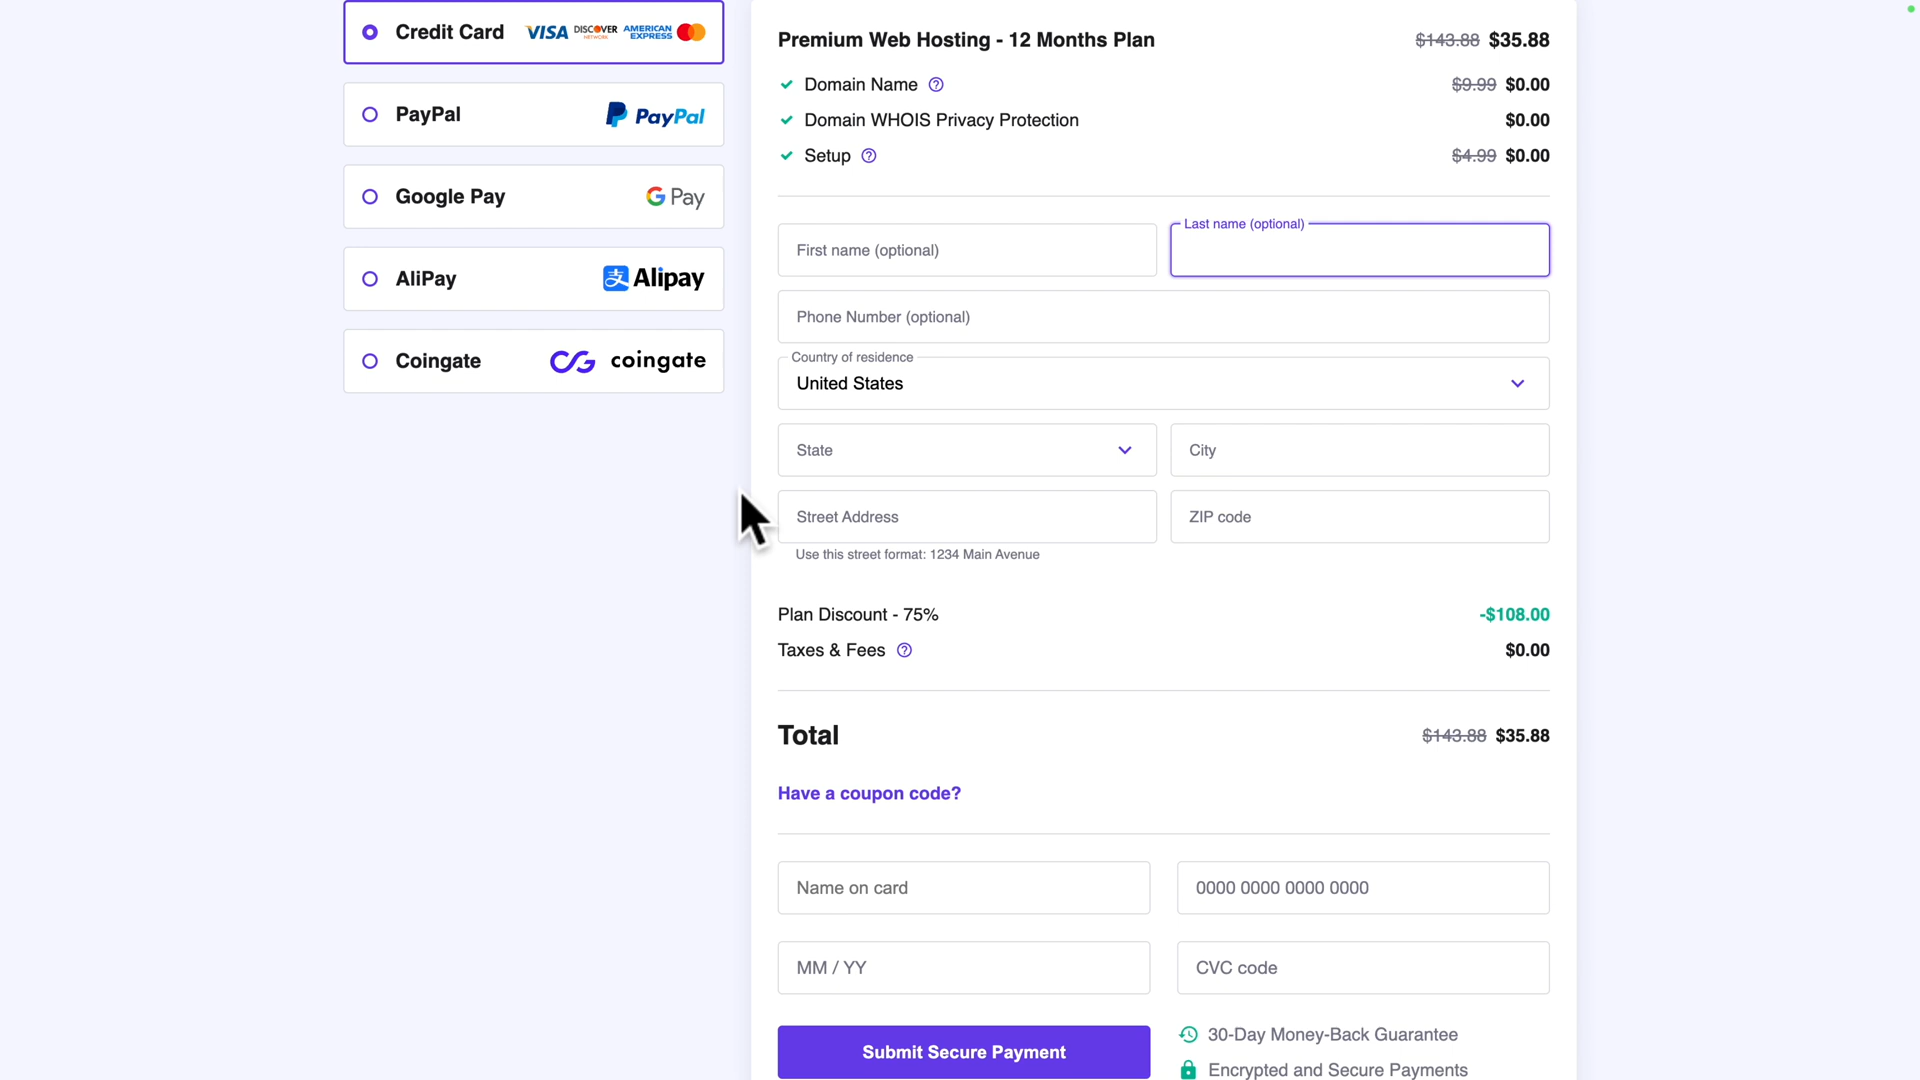 Credit Card VISA DISCOVER NETWORK AMERICAN EXPRESS
PayPal PayPal
Google Pay G Pay
AliPay 支 Alipay
Coingate CG coingate
Premium Web Hosting - 12 Months Plan $143.88 $35.88
Domain Name ? $9.99 $0.00
Domain WHOIS Privacy Protection $0.00
Setup ? $4.99 $0.00
First name (optional) Last name (optional)
Phone Number (optional)
Country of residence
United States
State City
Street Address ZIP code
Use this street format: 1234 Main Avenue
Plan Discount - 75% -$108.00
Taxes & Fees ? $0.00
Total $143.88 $35.88
Have a coupon code?
Name on card 0000 0000 0000 0000
MM / YY CVC code
Submit Secure Payment 30-Day Money-Back Guarantee
Encrypted and Secure Payments